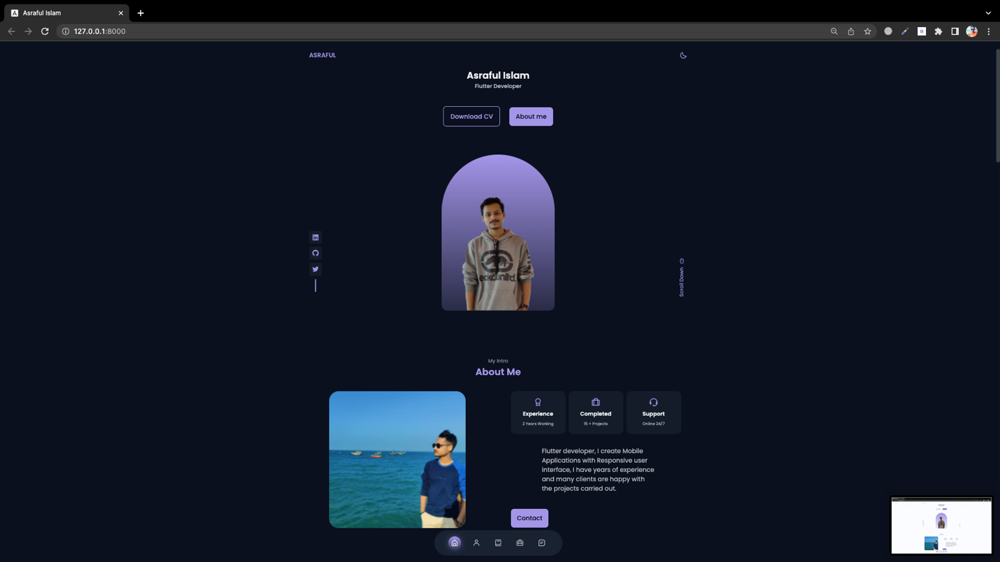 Asraful Islam
127.0.0.1:8000
ASRAFUL
Asraful Islam
Flutter Developer
Download CV
About me
Scroll Down
My Intro
About Me
Experience
2 Years Working
Completed
15 + Projects
Support
Online 24/7
Flutter developer, I create Mobile
Applications with Responsive user
interface, I have years of experience
and many clients are happy with
the projects carried out.
Contact